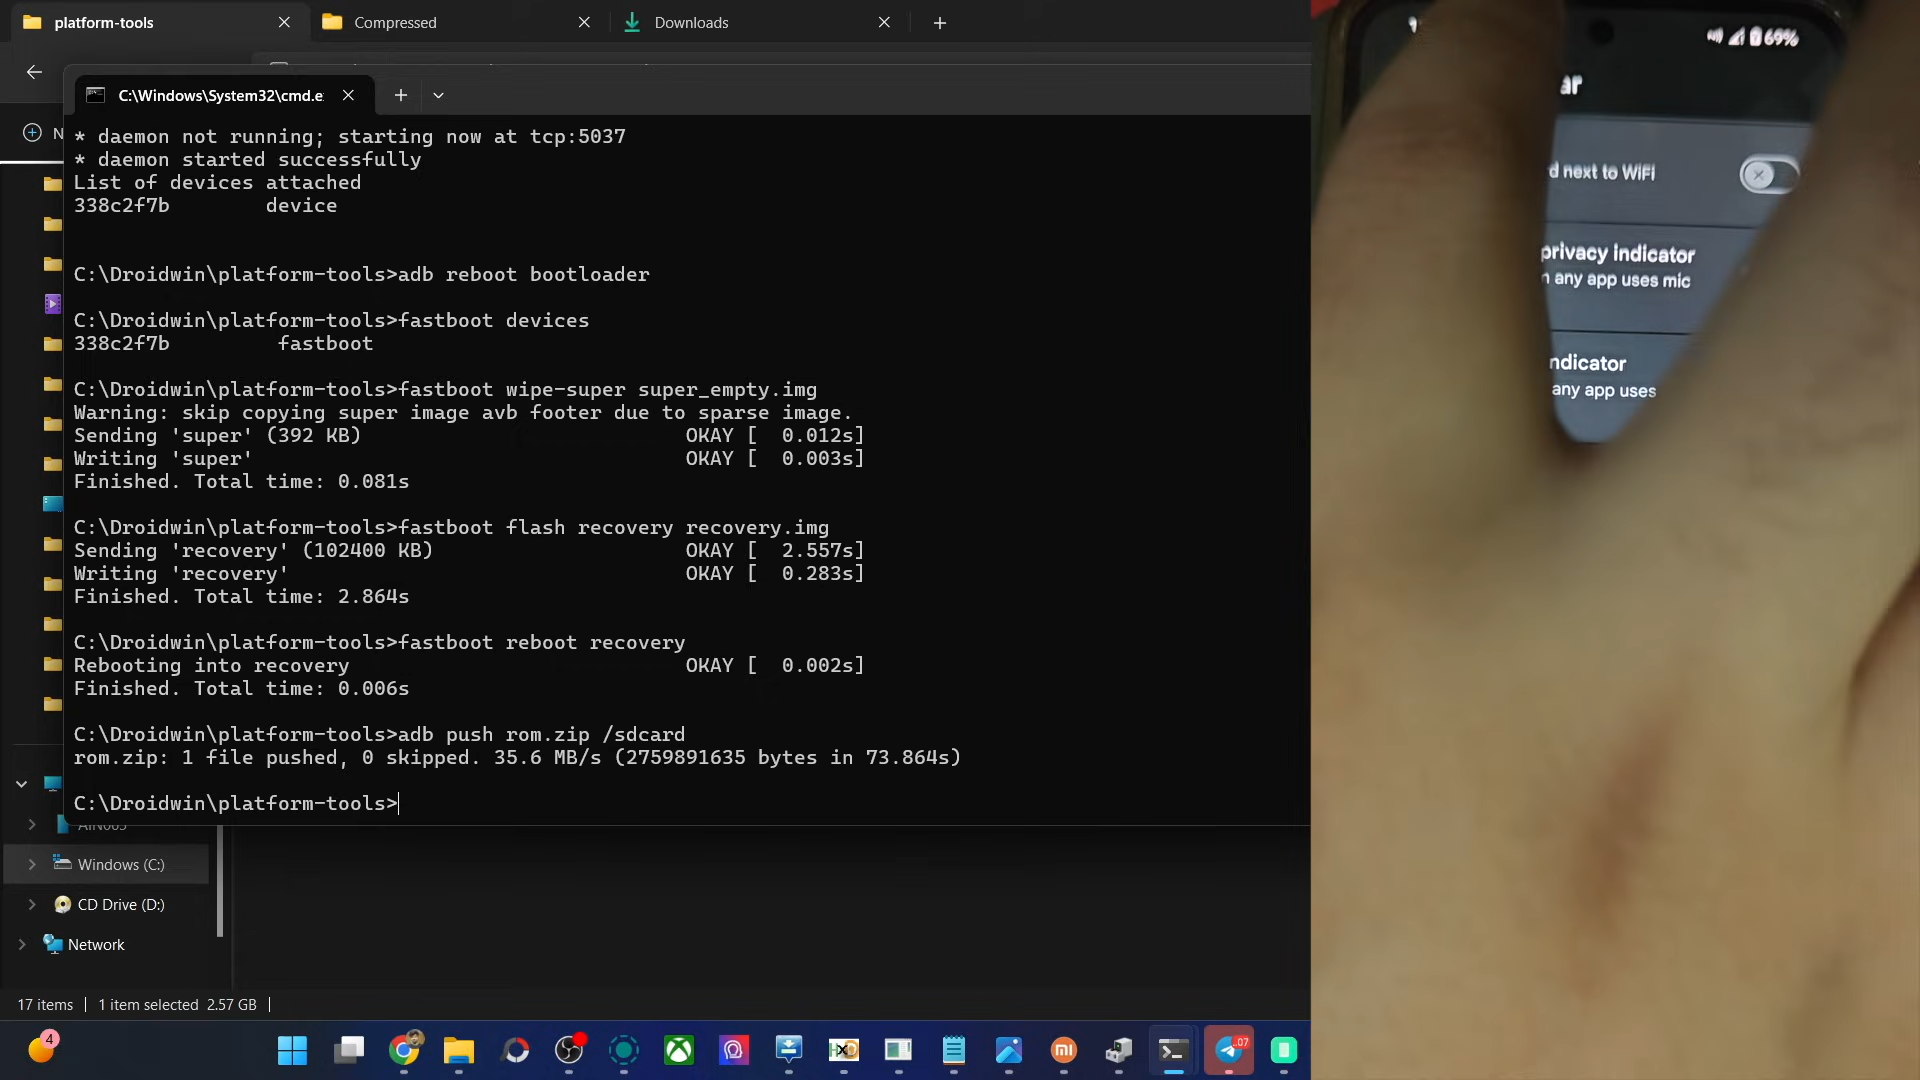 platform-tools
Compressed
Downloads
C:\Windows\System32\cmd.e
* daemon not running; starting now at tcp:5037
* daemon started successfully
List of devices attached
338c2f7b device
C:\Droidwin\platform-tools>adb reboot bootloader
C:\Droidwin\platform-tools>fastboot devices
338c2f7b fastboot
C:\Droidwin\platform-tools>fastboot wipe-super super_empty.img
Warning: skip copying super image avb footer due to sparse image.
Sending 'super' (392 KB) OKAY [ 0.012s]
Writing 'super' OKAY [ 0.003s]
Finished. Total time: 0.081s
C:\Droidwin\platform-tools>fastboot flash recovery recovery.img
Sending 'recovery' (102400 KB) OKAY [ 2.557s]
Writing 'recovery' OKAY [ 0.283s]
Finished. Total time: 2.864s
C:\Droidwin\platform-tools>fastboot reboot recovery
Rebooting into recovery OKAY [ 0.002s]
Finished. Total time: 0.006s
C:\Droidwin\platform-tools>adb push rom.zip /sdcard
rom.zip: 1 file pushed, 0 skipped. 35.6 MB/s (2759891635 bytes in 73.864s)
C:\Droidwin\platform-tools>
N
Windows (C:)
CD Drive (D:)
Network
17 items
1 item selected 2.57 GB
4
69%
ar
d next to WiFi
privacy indicator
n any app uses mic
ndicator
any app uses